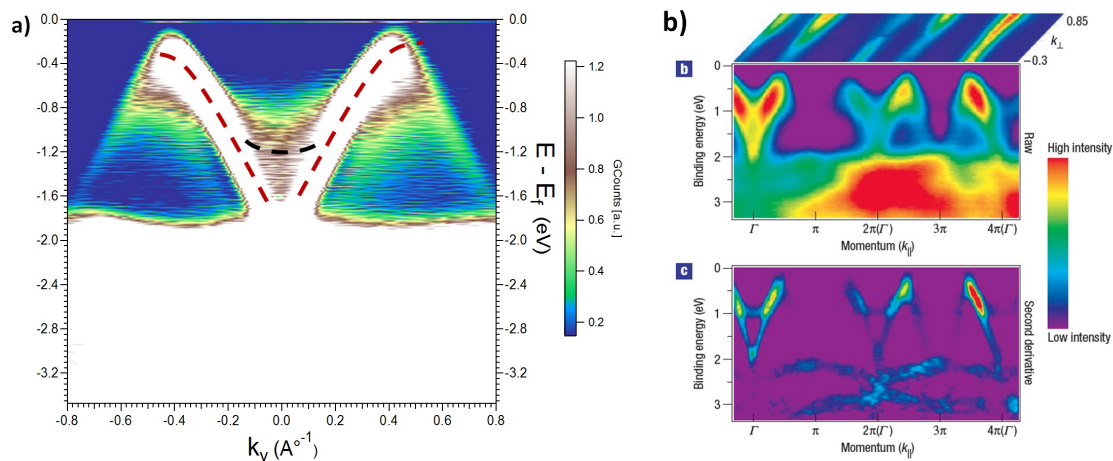 a)
0.0
-0.4
-0.8
-1.2
-1.6
-2.0
-2.4
-2.8
-3.2
-0.8 -0.6 -0.4 -0.2 0.0 0.2 0.4 0.6 0.8
k_y (A°⁻¹)
0.0
-0.4
-0.8
-1.2
-1.6
-2.0
-2.4
-2.8
-3.2
E - E_f (eV)
1.2
1.0
0.8
0.6
0.4
0.2
GCounts [a.u.]
b)
0.85
k⊥
−0.3
b
0
1
2
3
Binding energy (eV)
Raw
Γ π 2π(Γ) 3π 4π(Γ)
Momentum (k||)
c
0
1
2
3
Binding energy (eV)
Second derivative
Γ π 2π(Γ) 3π 4π(Γ)
Momentum (k||)
High intensity
Low intensity